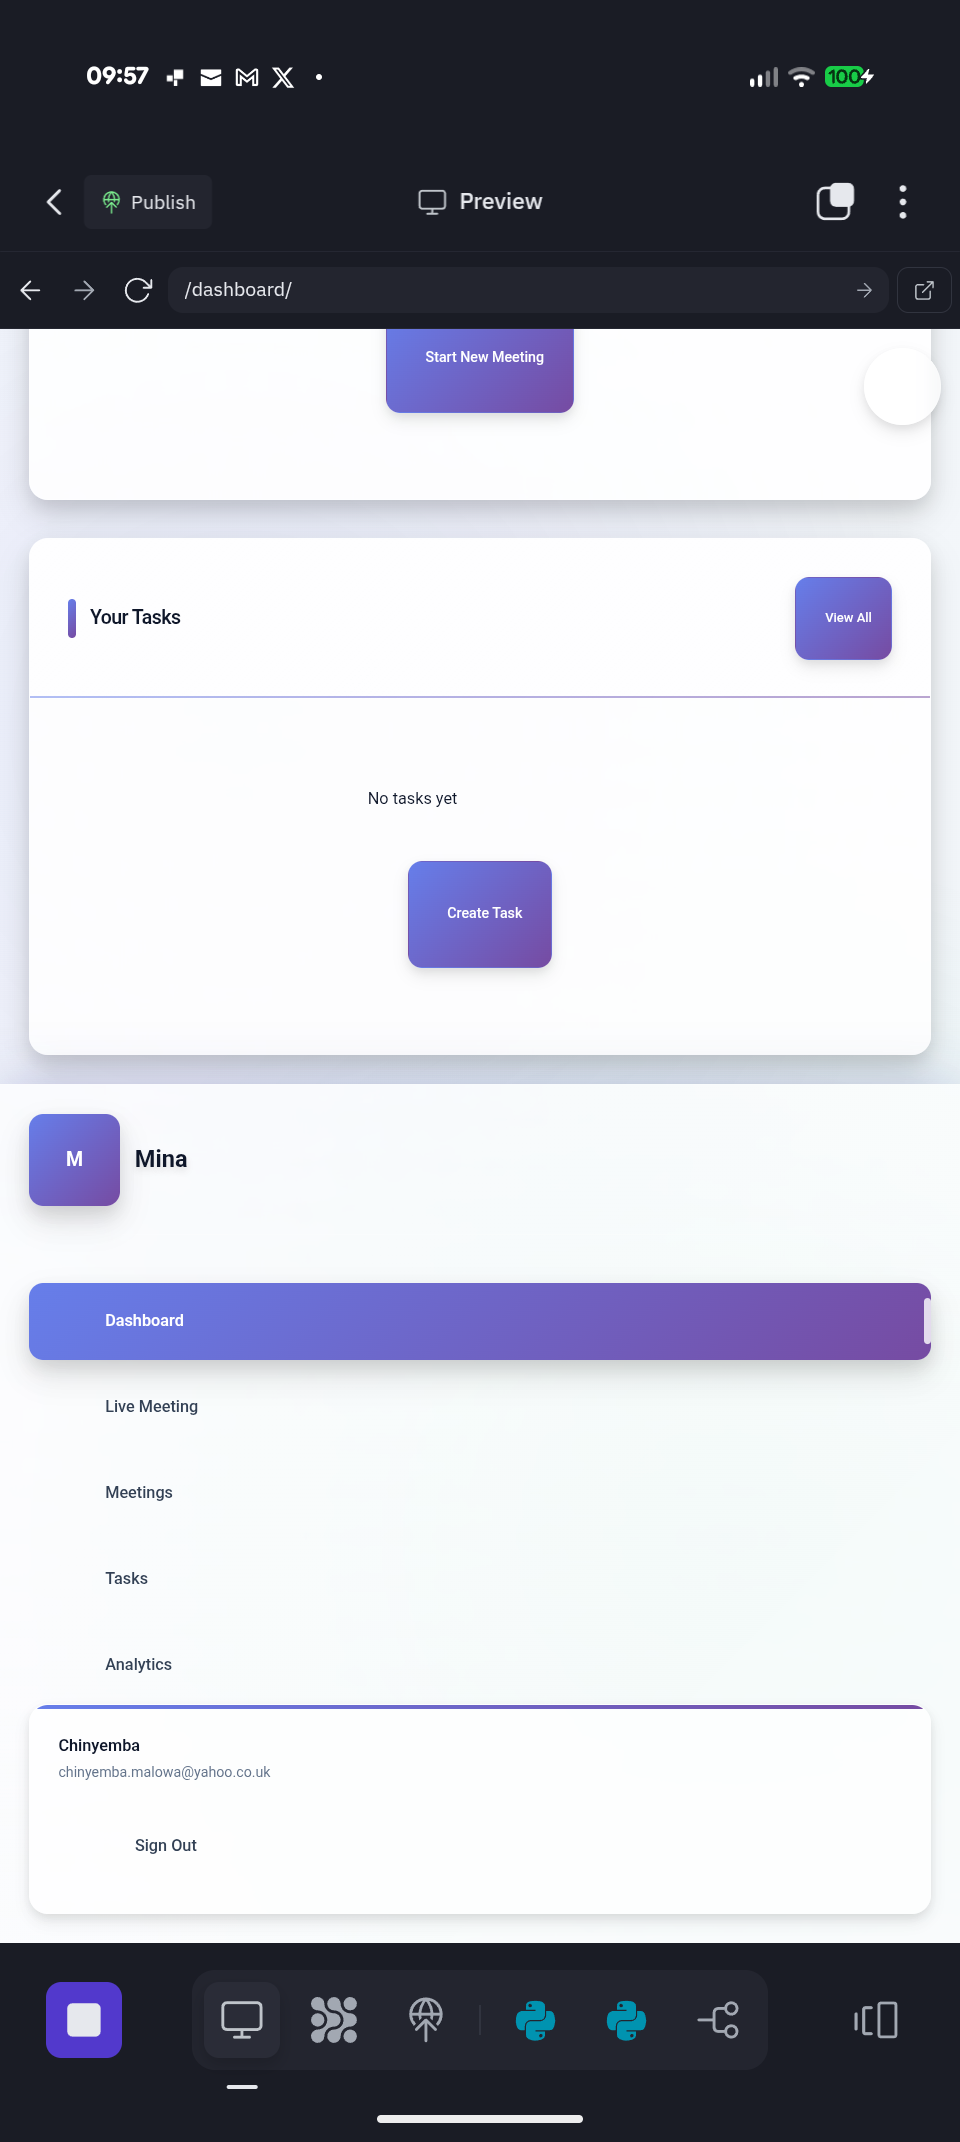 09:57
100
Publish
Preview
/dashboard/
Start New Meeting
Your Tasks
View All
No tasks yet
Create Task
M
Mina
Dashboard
Live Meeting
Meetings
Tasks
Analytics
Chinyemba
chinyemba.malowa@yahoo.co.uk
Sign Out